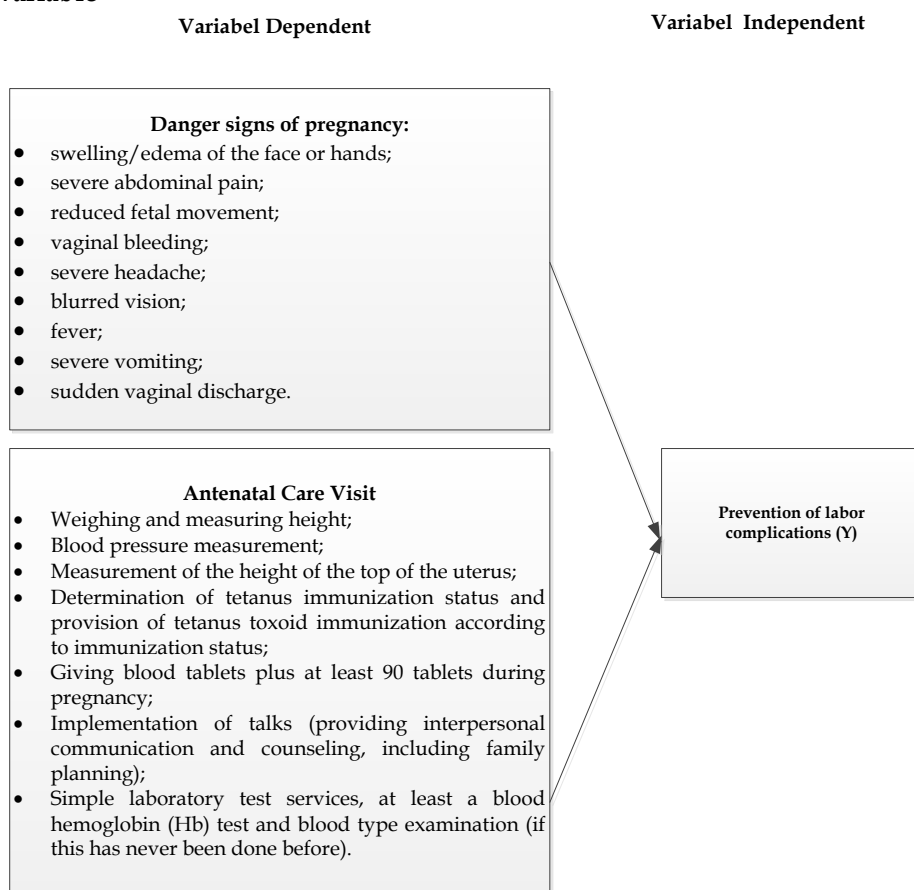 Variabel Dependent
Variabel Independent
Danger signs of pregnancy:
• swelling/edema of the face or hands;
• severe abdominal pain;
• reduced fetal movement;
• vaginal bleeding;
• severe headache;
• blurred vision;
• fever;
• severe vomiting;
• sudden vaginal discharge.
Antenatal Care Visit
• Weighing and measuring height;
• Blood pressure measurement;
• Measurement of the height of the top of the uterus;
• Determination of tetanus immunization status and
provision of tetanus toxoid immunization according
to immunization status;
• Giving blood tablets plus at least 90 tablets during
pregnancy;
• Implementation of talks (providing interpersonal
communication and counseling, including family
planning);
• Simple laboratory test services, at least a blood
hemoglobin (Hb) test and blood type examination (if
this has never been done before).
Prevention of labor
complications (Y)